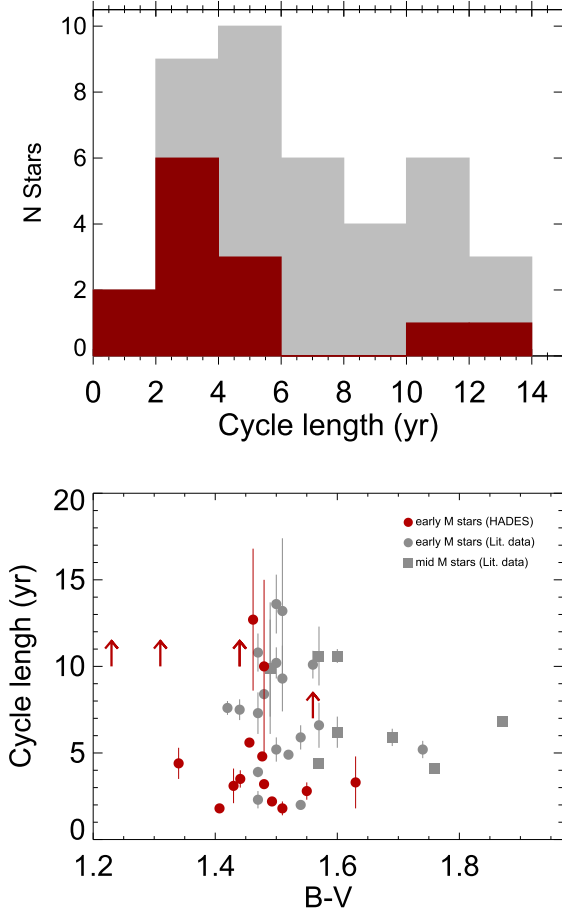 10
8
6
4
2
0
N Stars
0 2 4 6 8 10 12 14
Cycle length (yr)
20
15
10
5
0
Cycle lengh (yr)
early M stars (HADES)
early M stars (Lit. data)
mid M stars (Lit. data)
1.2 1.4 1.6 1.8
B-V